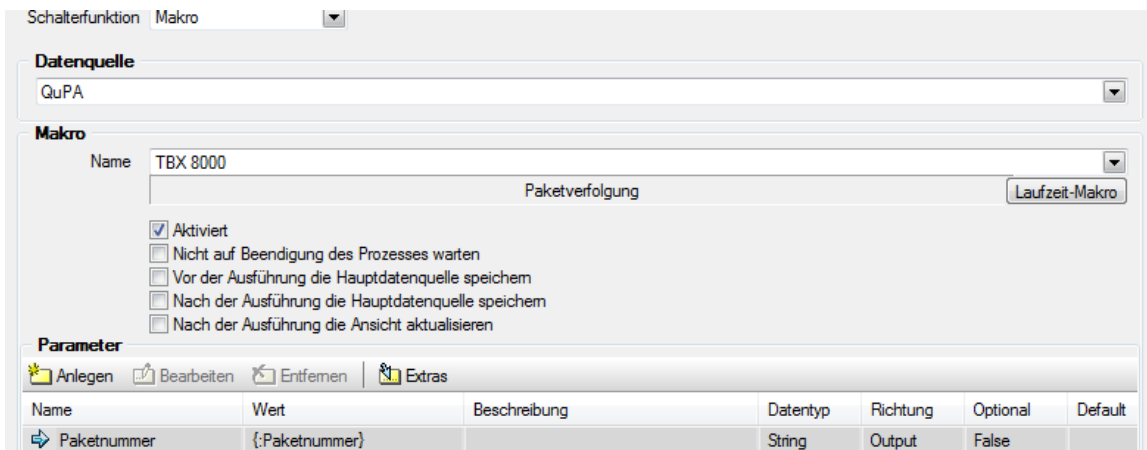 Schalterfunktion Makro
Datenquelle
QuPA
Makro
Name TBX 8000
Paketverfolgung Laufzeit-Makro
Aktiviert
Nicht auf Beendigung des Prozesses warten
Vor der Ausführung die Hauptdatenquelle speichern
Nach der Ausführung die Hauptdatenquelle speichern
Nach der Ausführung die Ansicht aktualisieren
Parameter
Anlegen Bearbeiten Entfernen Extras
Name Wert Beschreibung Datentyp Richtung Optional Default
Paketnummer {:Paketnummer} String Output False